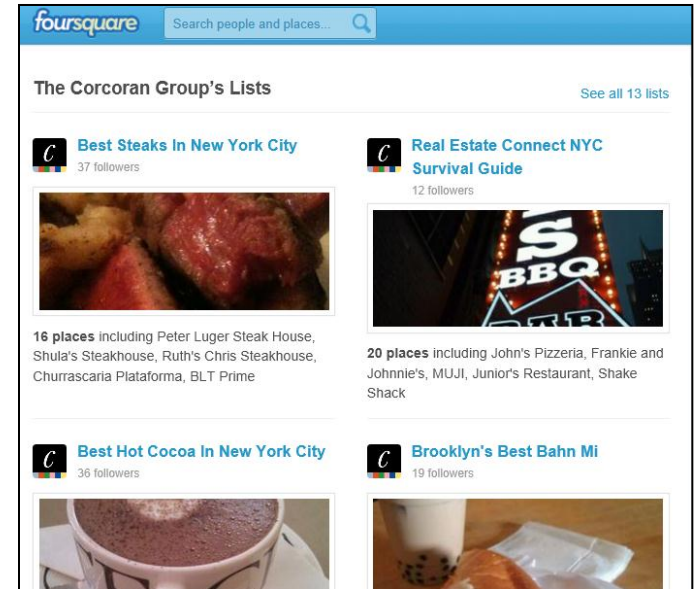 foursquare
Search people and places...
The Corcoran Group's Lists
See all 13 lists
C
Best Steaks In New York City
37 followers
16 places including Peter Luger Steak House,
Shula's Steakhouse, Ruth's Chris Steakhouse,
Churrascaria Plataforma, BLT Prime
C
Real Estate Connect NYC
Survival Guide
12 followers
S
BBQ
BAR
20 places including John's Pizzeria, Frankie and
Johnnie's, MUJI, Junior's Restaurant, Shake
Shack
C
Best Hot Cocoa In New York City
36 followers
C
Brooklyn's Best Bahn Mi
19 followers